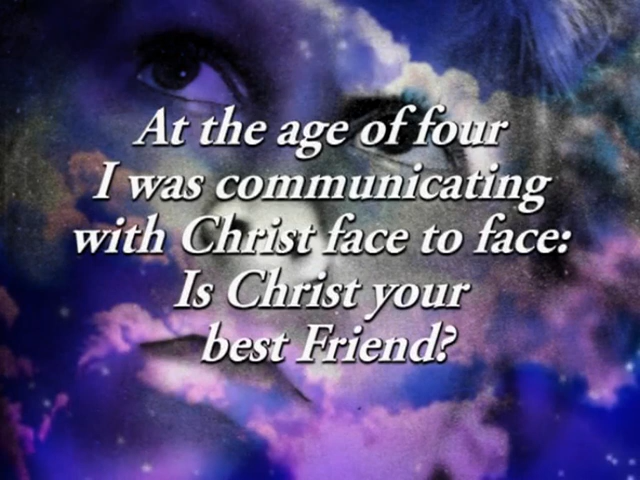 At the age of four
I was communicating
with Christ face to face:
Is Christ your
best Friend?